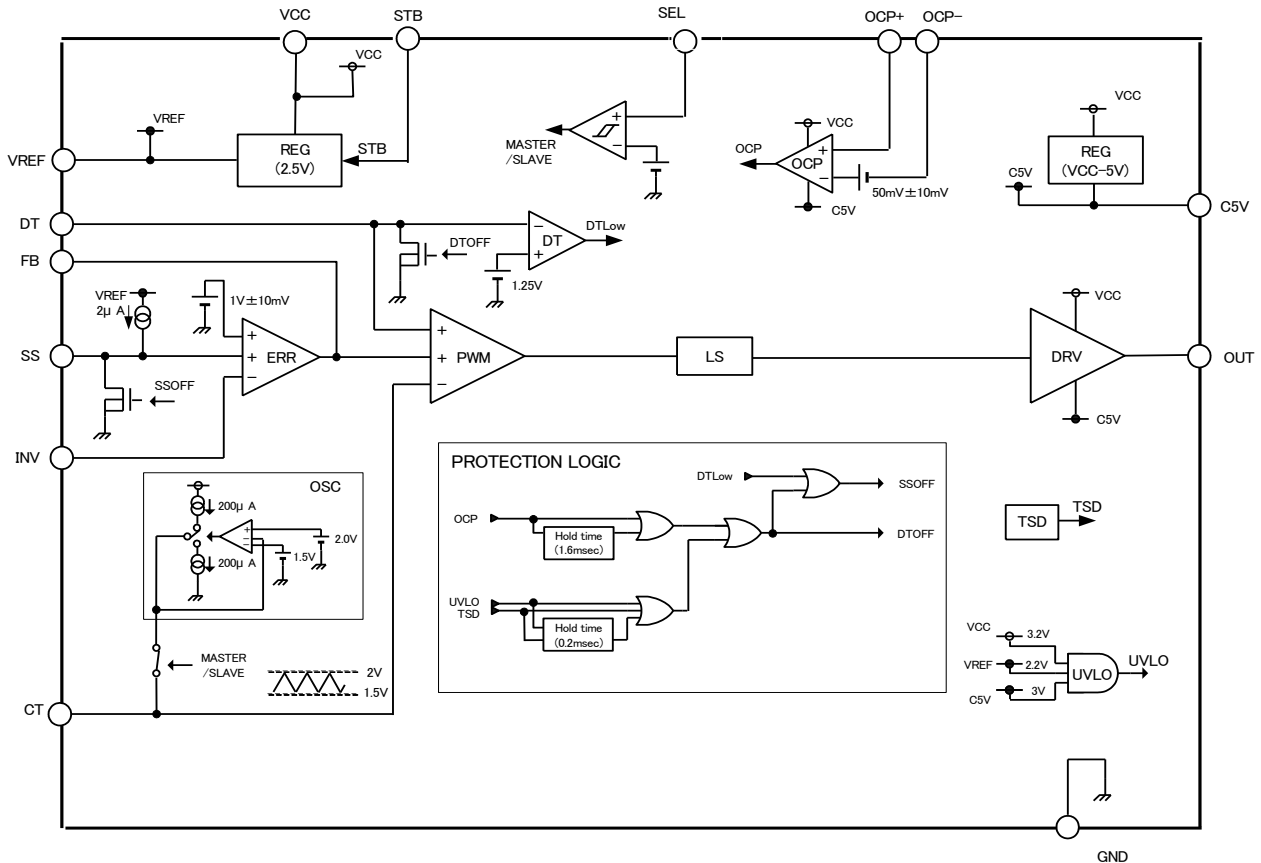 VCC
STB
SEL
OCP+
OCP−
VCC
VREF
VREF
REG
(2.5V)
STB
MASTER
/SLAVE
+
−
OCP
VCC
+
OCP
−
C5V
50mV±10mV
VCC
REG
(VCC−5V)
C5V
C5V
DT
DTOFF
−
DT
+
DTLow
1.25V
FB
VREF
2μ A
1V±10mV
SS
SSOFF
+
+
ERR
−
+
+
PWM
−
LS
VCC
DRV
C5V
OUT
INV
OSC
200μ A
200μ A
+
−
−
2.0V
1.5V
MASTER
/SLAVE
2V
1.5V
CT
PROTECTION LOGIC
DTLow
SSOFF
OCP
Hold time
(1.6msec)
DTOFF
UVLO
TSD
Hold time
(0.2msec)
TSD
TSD
VCC
3.2V
VREF
2.2V
C5V
3V
UVLO
UVLO
GND